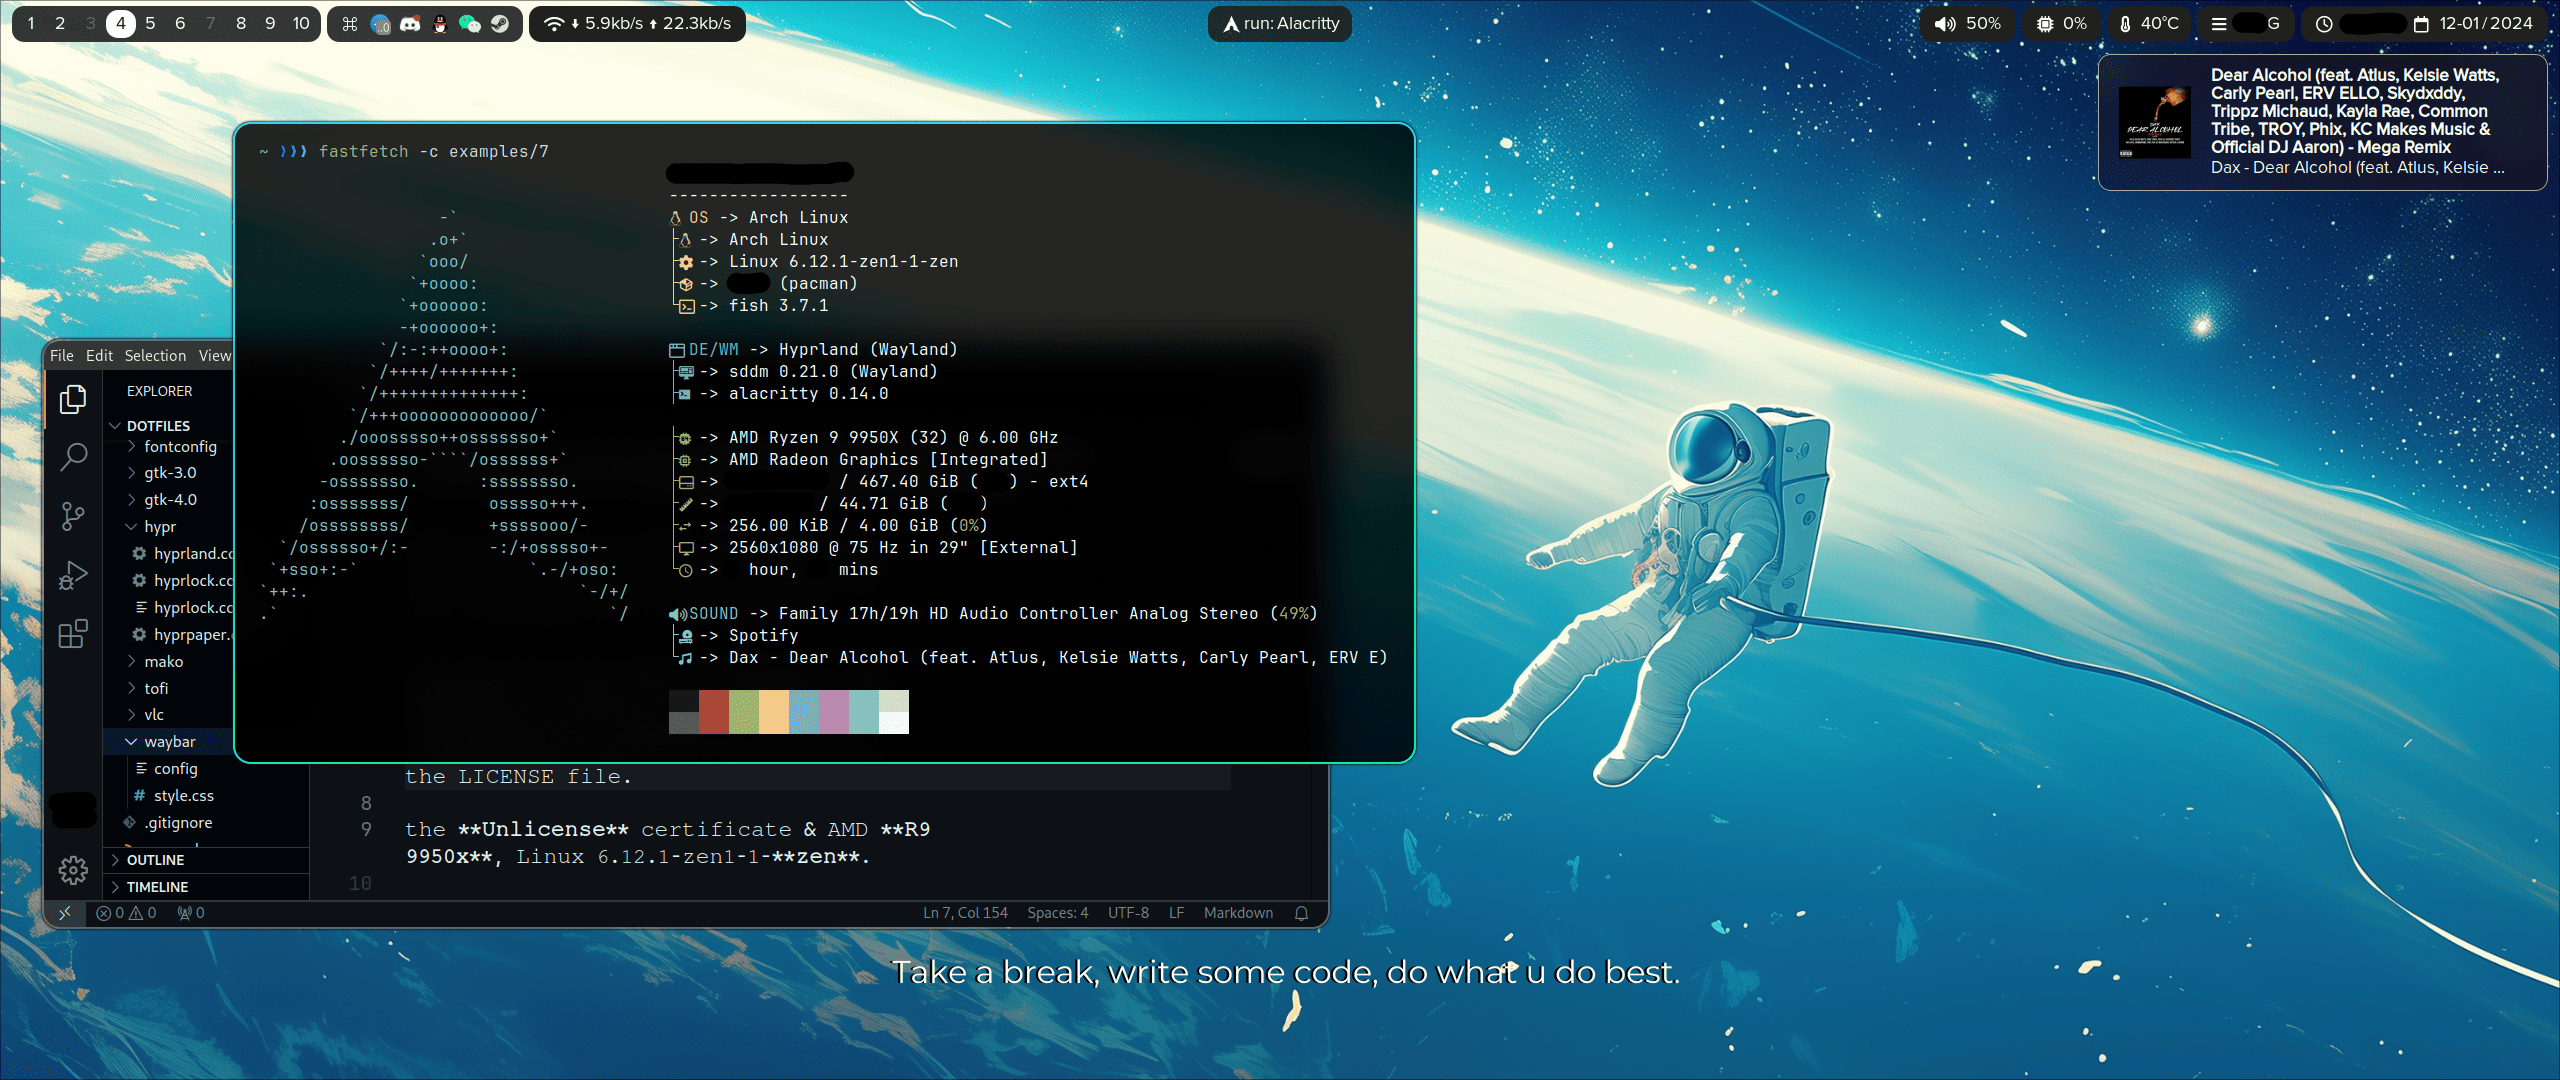 1 2 3 4 5 6 7 8 9 10
5.9kb/s 22.3kb/s
run: Alacritty
50% 0% 40°C G 12-01/2024
Dear Alcohol (feat. Atlus, Kelsie Watts,
Carly Pearl, ERV ELLO, Skydxddy,
Trippz Michaud, Kayla Rae, Common
Tribe, TROY, Phix, KC Makes Music &
Official DJ Aaron) - Mega Remix
Dax - Dear Alcohol (feat. Atlus, Kelsie ...
~ ❯❯❯ fastfetch -c examples/7
------------------
OS -> Arch Linux
-> Arch Linux
-> Linux 6.12.1-zen1-1-zen
-> (pacman)
-> fish 3.7.1
DE/WM -> Hyprland (Wayland)
-> sddm 0.21.0 (Wayland)
-> alacritty 0.14.0
-> AMD Ryzen 9 9950X (32) @ 6.00 GHz
-> AMD Radeon Graphics [Integrated]
-> / 467.40 GiB ( ) - ext4
-> / 44.71 GiB ( )
-> 256.00 KiB / 4.00 GiB (0%)
-> 2560x1080 @ 75 Hz in 29" [External]
-> hour, mins
SOUND -> Family 17h/19h HD Audio Controller Analog Stereo (49%)
-> Spotify
-> Dax - Dear Alcohol (feat. Atlus, Kelsie Watts, Carly Pearl, ERV E)
File Edit Selection View
EXPLORER
DOTFILES
fontconfig
gtk-3.0
gtk-4.0
hypr
hyprland.co
hyprlock.co
hyprlock.co
hyprpaper.
mako
tofi
vlc
waybar
config
style.css
.gitignore
OUTLINE
TIMELINE
the LICENSE file.
8
9 the **Unlicense** certificate & AMD **R9
9950x**, Linux 6.12.1-zen1-1-**zen**.
10
0 0 0 Ln 7, Col 154 Spaces: 4 UTF-8 LF Markdown
Take a break, write some code, do what u do best.